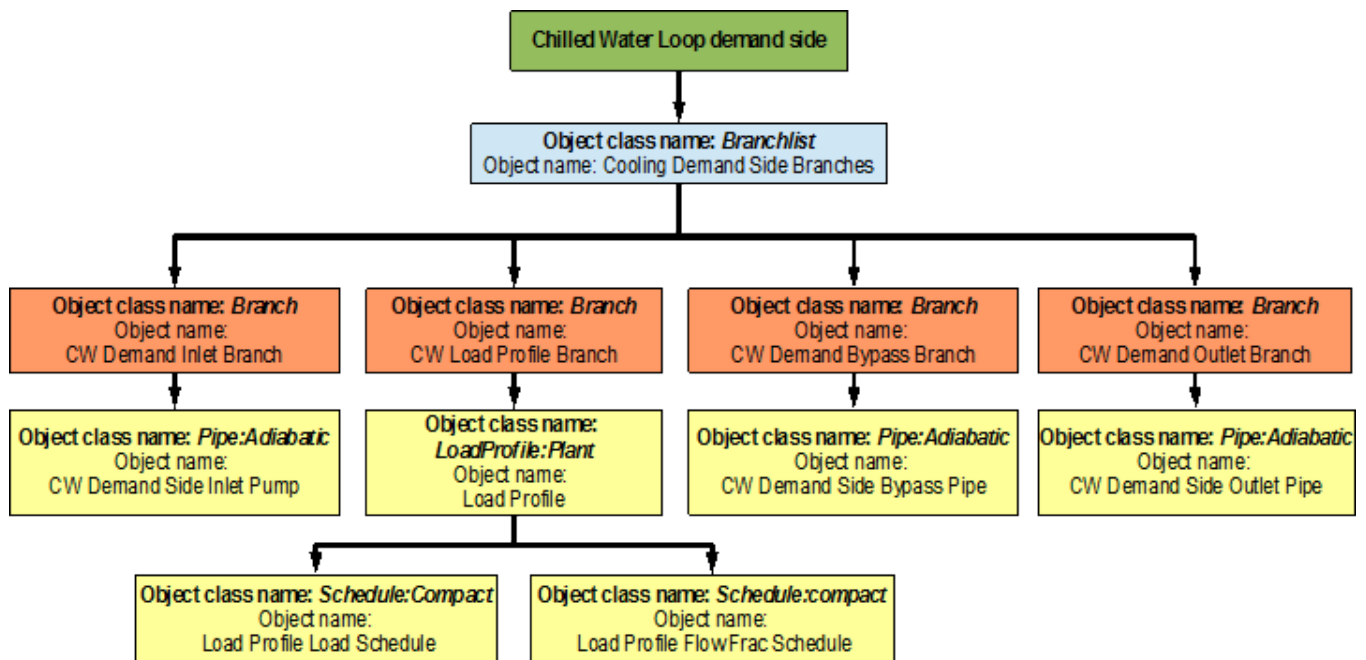 Chilled Water Loop demand side
Object class name: Branchlist
Object name: Cooling Demand Side Branches
Object class name: Branch
Object name:
CW Demand Inlet Branch
Object class name: Branch
Object name:
CW Load Profile Branch
Object class name: Branch
Object name:
CW Demand Bypass Branch
Object class name: Branch
Object name:
CW Demand Outlet Branch
Object class name: Pipe:Adiabatic
Object name:
CW Demand Side Inlet Pump
Object class name:
LoadProfile:Plant
Object name:
Load Profile
Object class name: Pipe:Adiabatic
Object name:
CW Demand Side Bypass Pipe
Object class name: Pipe:Adiabatic
Object name:
CW Demand Side Outlet Pipe
Object class name: Schedule:Compact
Object name:
Load Profile Load Schedule
Object class name: Schedule:compact
Object name:
Load Profile FlowFrac Schedule